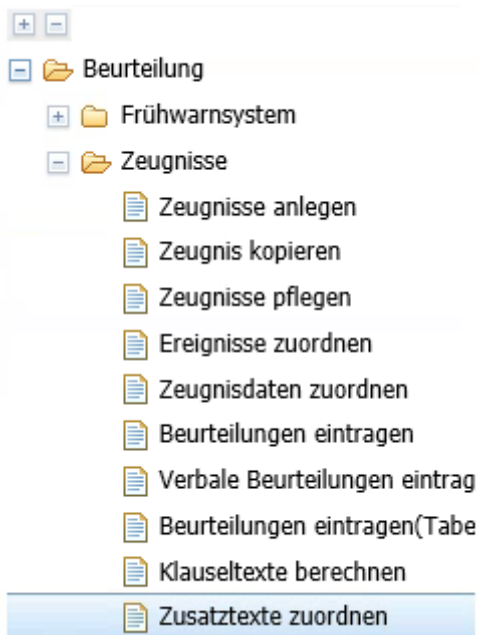 Beurteilung
Frühwarnsystem
Zeugnisse
Zeugnisse anlegen
Zeugnis kopieren
Zeugnisse pflegen
Ereignisse zuordnen
Zeugnisdaten zuordnen
Beurteilungen eintragen
Verbale Beurteilungen eintrag
Beurteilungen eintragen(Tabe
Klauseltexte berechnen
Zusatztexte zuordnen